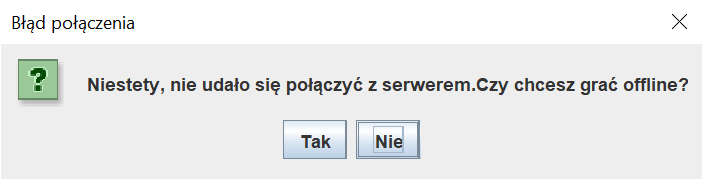 Błąd połączenia
Niestety, nie udało się połączyć z serwerem.Czy chcesz grać offline?
Tak Nie